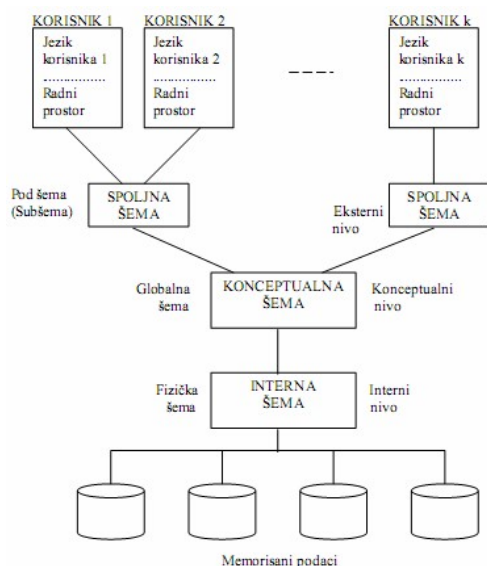 KORISNIK 1
KORISNIK 2
KORISNIK k
Jezik
korisnika 1
................
Radni
prostor
Jezik
korisnika 2
................
Radni
prostor
Jezik
korisnika k
................
Radni
prostor
Pod šema
(Subšema)
SPOLJNA
ŠEMA
Eksterni
nivo
SPOLJNA
ŠEMA
Globalna
šema
KONCEPTUALNA
ŠEMA
Konceptualni
nivo
Fizička
šema
INTERNA
ŠEMA
Interni
nivo
Memorisani podaci